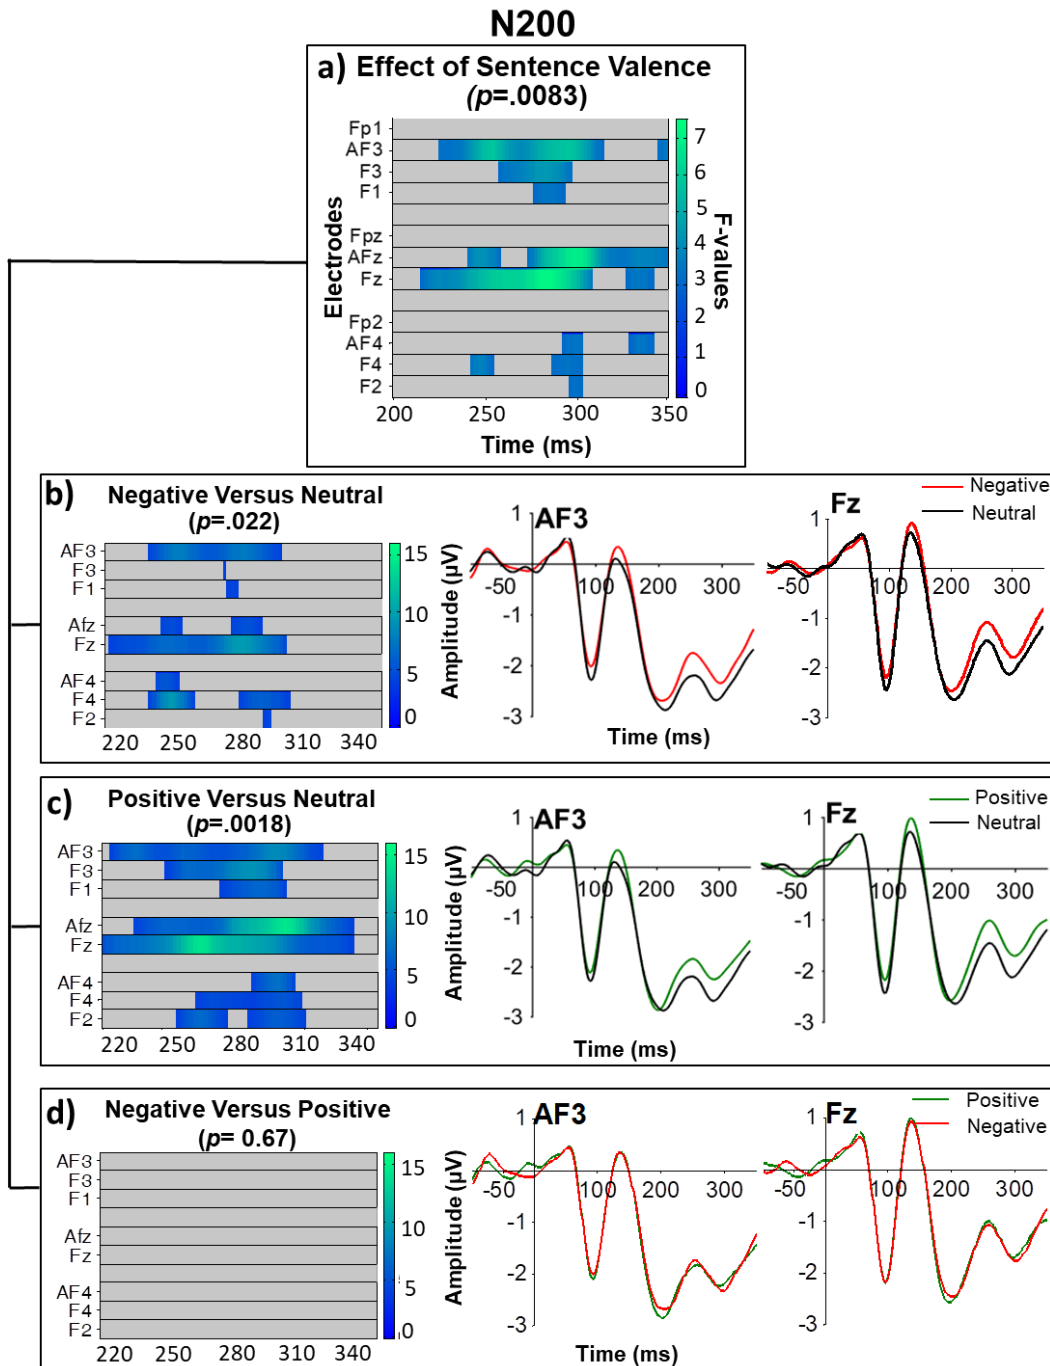 N200
a) Effect of Sentence Valence
(p=.0083)
Fp1
AF3
F3
F1
Fpz
AFz
Fz
Fp2
AF4
F4
F2
Electrodes
200 250 300 350
Time (ms)
7
6
5
4
3
2
1
0
F-values
b) Negative Versus Neutral
(p=.022)
AF3
F3
F1
Afz
Fz
AF4
F4
F2
220 250 280 310 340
15
10
5
0
AF3
Amplitude (µV)
1
-1
-2
-3
-50 100 200 300
Time (ms)
Fz
1
-1
-2
-3
-50 100 200 300
Negative
Neutral
c) Positive Versus Neutral
(p=.0018)
AF3
F3
F1
Afz
Fz
AF4
F4
F2
220 250 280 310 340
15
10
5
0
AF3
Amplitude (µV)
1
-1
-2
-3
-50 100 200 300
Time (ms)
Fz
1
-1
-2
-3
-50 100 200 300
Positive
Neutral
d) Negative Versus Positive
(p= 0.67)
AF3
F3
F1
Afz
Fz
AF4
F4
F2
220 250 280 310 340
15
10
5
0
AF3
Amplitude (µV)
1
-1
-2
-3
-50 100 200 300
Time (ms)
Fz
1
-1
-2
-3
-50 100 200 300
Positive
Negative